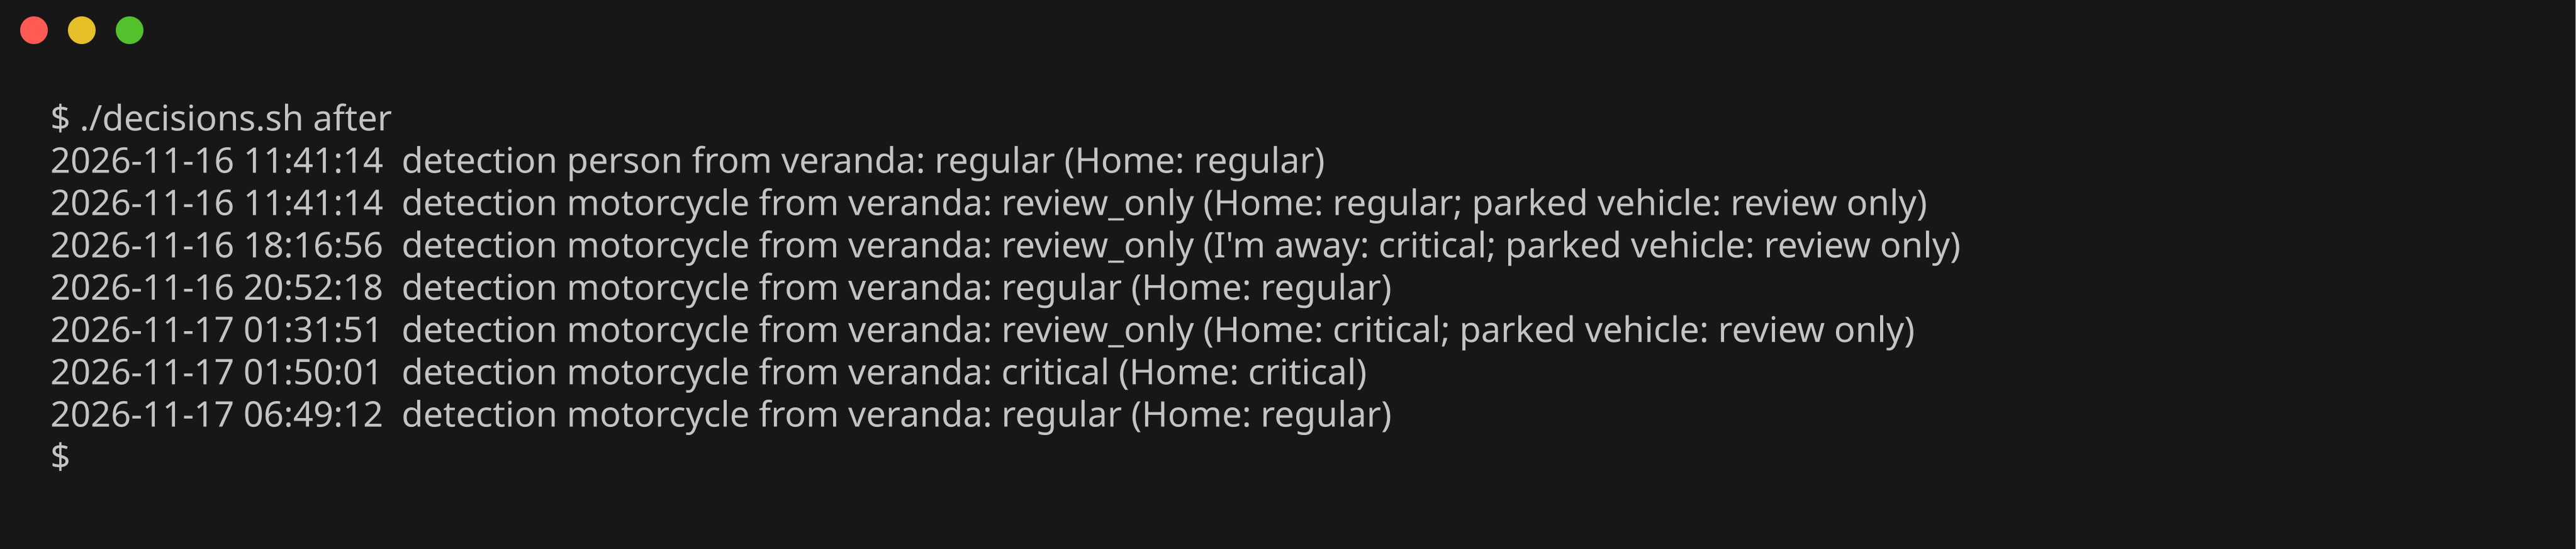 $ ./decisions.sh after
2026-11-16 11:41:14  detection person from veranda: regular (Home: regular)
2026-11-16 11:41:14  detection motorcycle from veranda: review_only (Home: regular; parked vehicle: review only)
2026-11-16 18:16:56  detection motorcycle from veranda: review_only (I'm away: critical; parked vehicle: review only)
2026-11-16 20:52:18  detection motorcycle from veranda: regular (Home: regular)
2026-11-17 01:31:51  detection motorcycle from veranda: review_only (Home: critical; parked vehicle: review only)
2026-11-17 01:50:01  detection motorcycle from veranda: critical (Home: critical)
2026-11-17 06:49:12  detection motorcycle from veranda: regular (Home: regular)
$